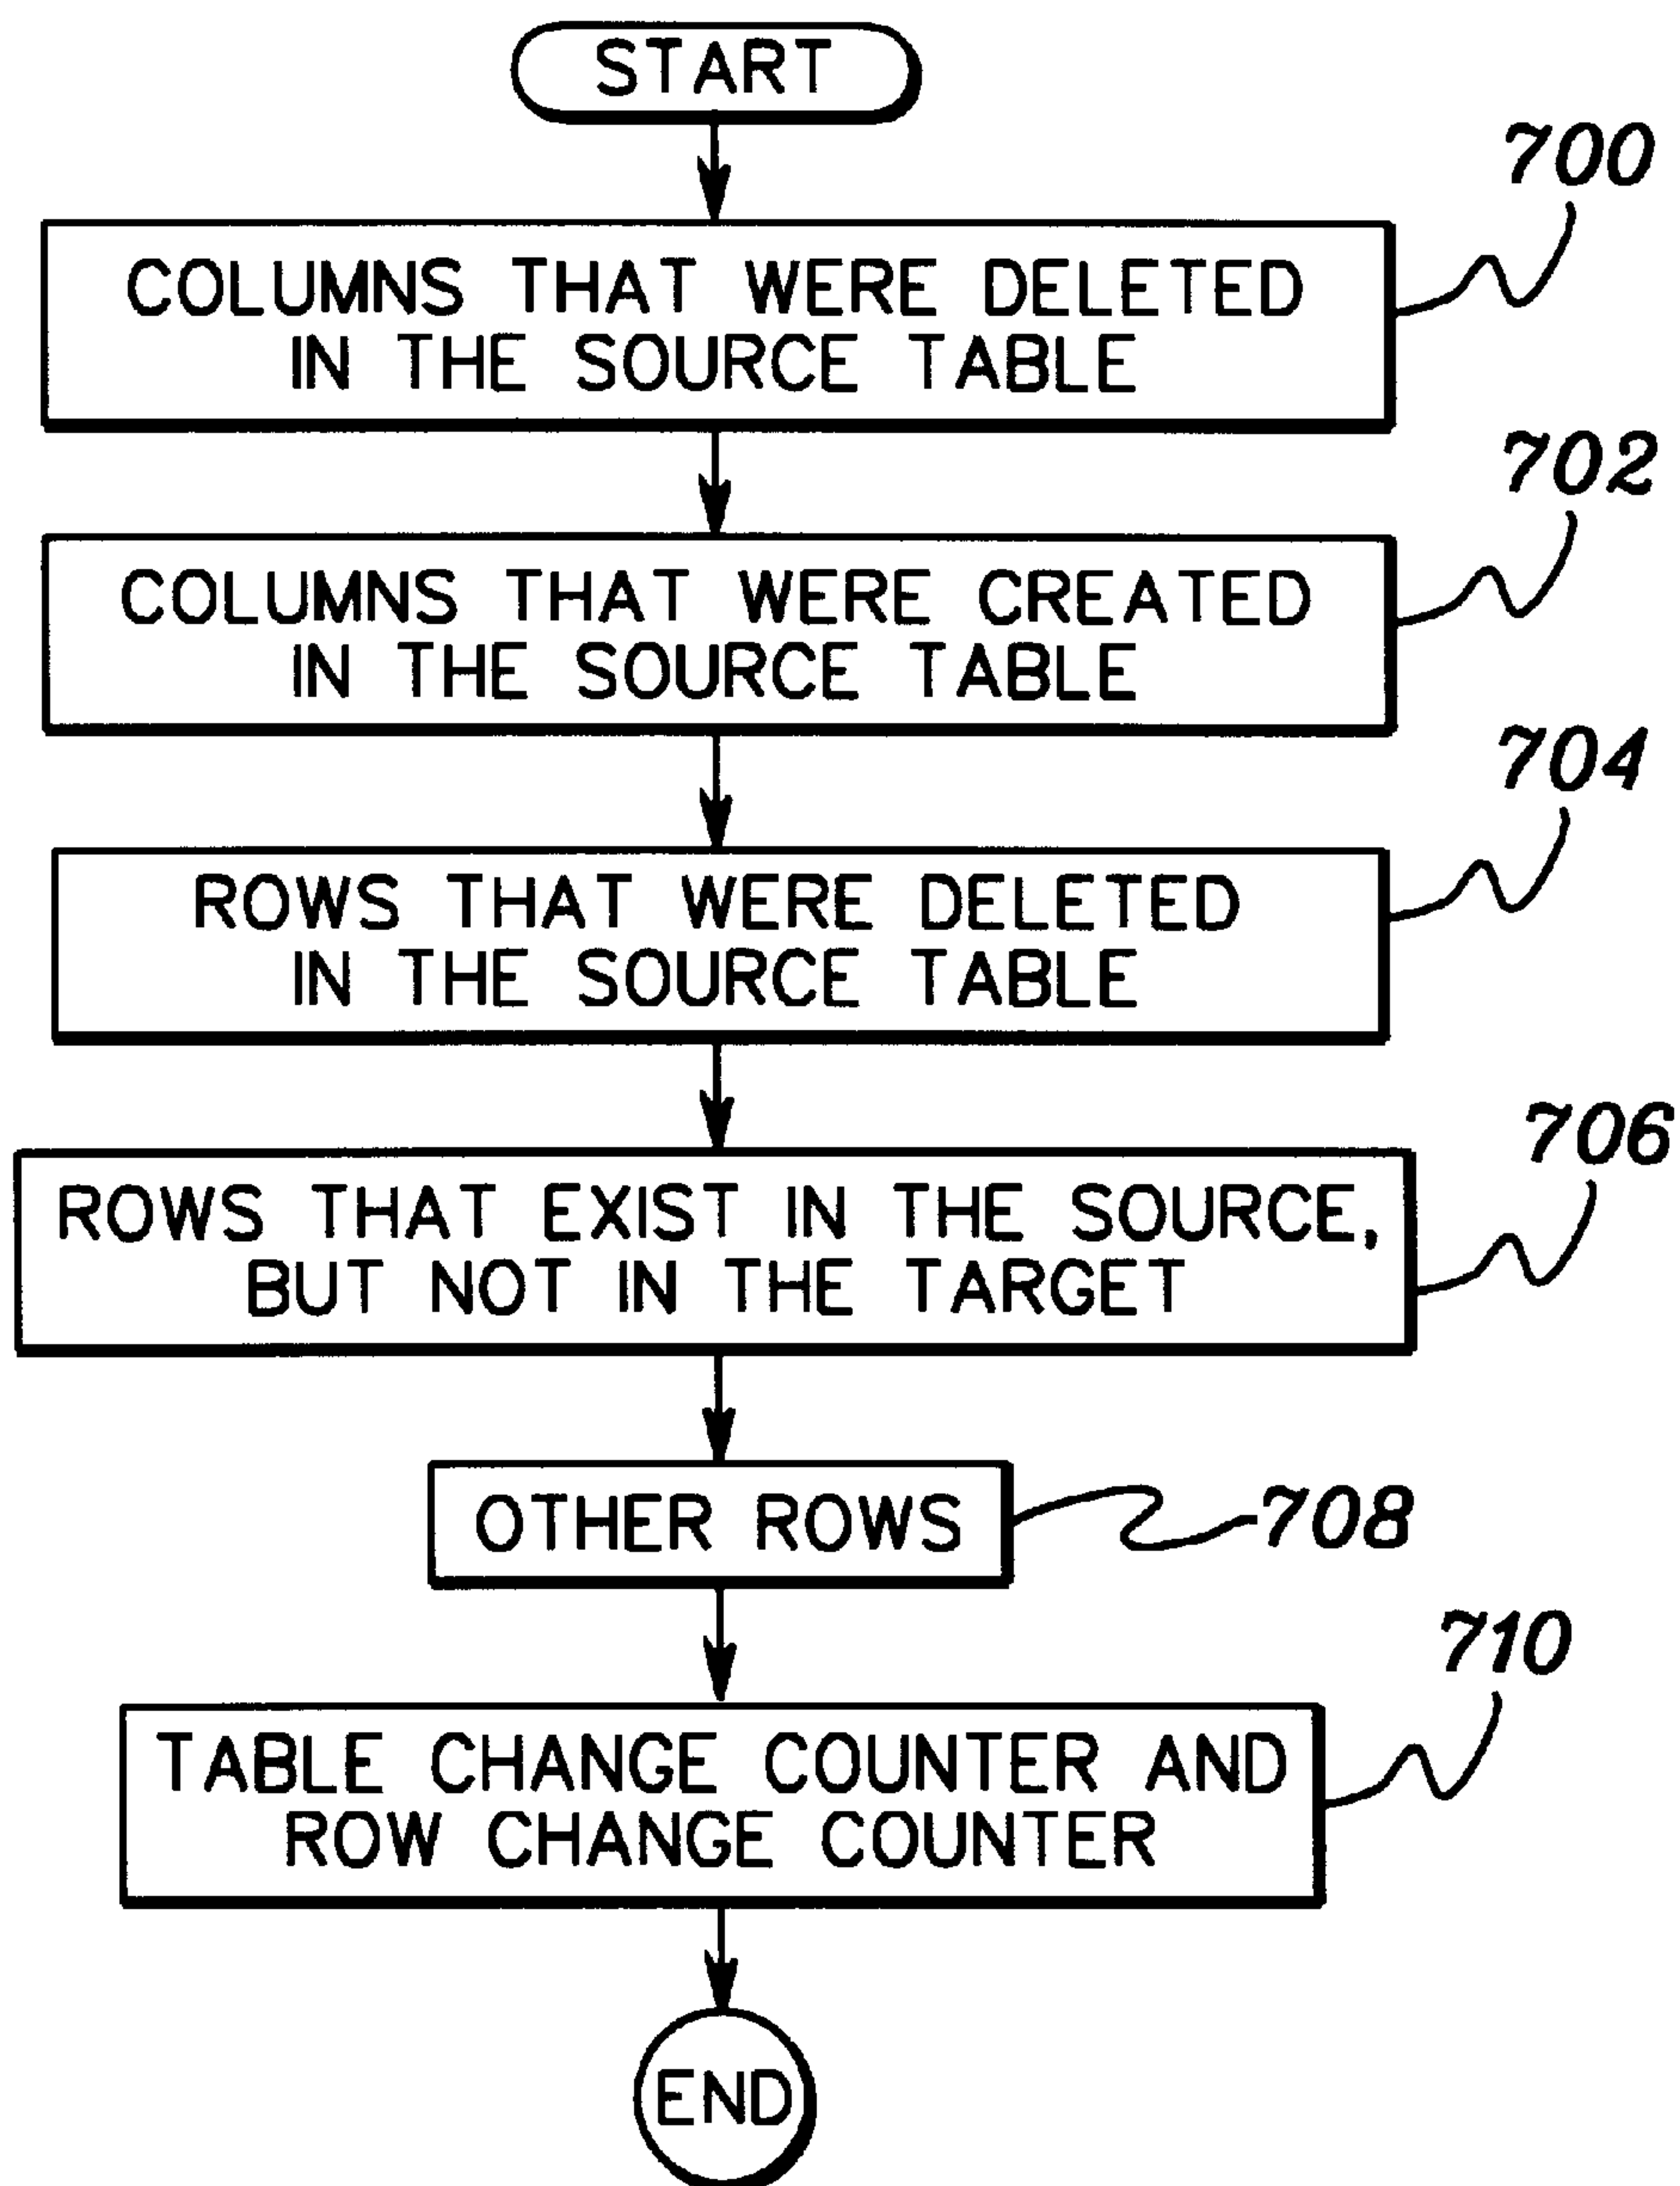 START
700
COLUMNS THAT WERE DELETED
IN THE SOURCE TABLE
702
COLUMNS THAT WERE CREATED
IN THE SOURCE TABLE
704
ROWS THAT WERE DELETED
IN THE SOURCE TABLE
706
ROWS THAT EXIST IN THE SOURCE,
BUT NOT IN THE TARGET
OTHER ROWS
708
710
TABLE CHANGE COUNTER AND
ROW CHANGE COUNTER
END